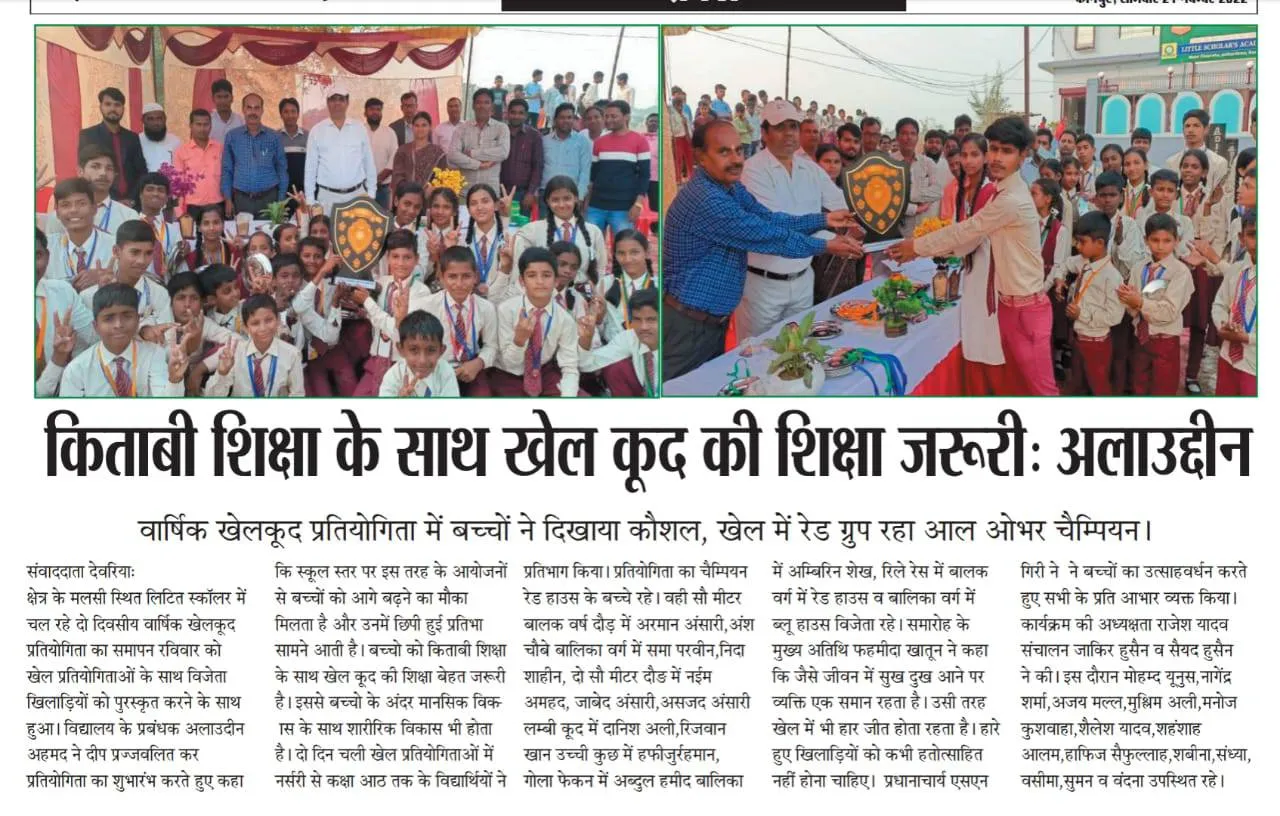 कानपुर, सोमवार 21 नवम्बर 2022
LITTLE SCHOLAR'S ACA
किताबी शिक्षा के साथ खेल कूद की शिक्षा जरूरीः अलाउद्दीन
वार्षिक खेलकूद प्रतियोगिता में बच्चों ने दिखाया कौशल, खेल में रेड ग्रुप रहा आल ओभर चैम्पियन।
संवाददाता देवरियाः
क्षेत्र के मलसी स्थित लिटित स्कॉलर में
चल रहे दो दिवसीय वार्षिक खेलकूद
प्रतियोगिता का समापन रविवार को
खेल प्रतियोगिताओं के साथ विजेता
खिलाड़ियों को पुरस्कृत करने के साथ
हुआ। विद्यालय के प्रबंधक अलाउदीन
अहमद ने दीप प्रज्जवलित कर
प्रतियोगिता का शुभारंभ करते हुए कहा
कि स्कूल स्तर पर इस तरह के आयोजनों
से बच्चों को आगे बढ़ने का मौका
मिलता है और उनमें छिपी हुई प्रतिभा
सामने आती है। बच्चो को किताबी शिक्षा
के साथ खेल कूद की शिक्षा बेहत जरूरी
है। इससे बच्चो के अंदर मानसिक विक-
ास के साथ शारीरिक विकास भी होता
है। दो दिन चली खेल प्रतियोगिताओं में
नर्सरी से कक्षा आठ तक के विद्यार्थियों ने
प्रतिभाग किया। प्रतियोगिता का चैम्पियन
रेड हाउस के बच्चे रहे। वही सौ मीटर
बालक वर्ष दौड़ में अरमान अंसारी,अंश
चौबे बालिका वर्ग में समा परवीन,निदा
शाहीन, दो सौ मीटर दौङ में नईम
अमहद, जाबेद अंसारी,असजद अंसारी
लम्बी कूद में दानिश अली,रिजवान
खान उच्ची कुछ में हफीजुर्रहमान,
गोला फेकन में अब्दुल हमीद बालिका
में अम्बिरिन शेख, रिले रेस में बालक
वर्ग में रेड हाउस व बालिका वर्ग में
ब्लू हाउस विजेता रहे। समारोह के
मुख्य अतिथि फहमीदा खातून ने कहा
कि जैसे जीवन में सुख दुख आने पर
व्यक्ति एक समान रहता है। उसी तरह
खेल में भी हार जीत होता रहता है। हारे
हुए खिलाड़ियों को कभी हतोत्साहित
नहीं होना चाहिए। प्रधानाचार्य एसएन
गिरी ने ने बच्चों का उत्साहवर्धन करते
हुए सभी के प्रति आभार व्यक्त किया।
कार्यक्रम की अध्यक्षता राजेश यादव
संचालन जाकिर हुसैन व सैयद हुसैन
ने की। इस दौरान मोहम्द यूनुस,नागेंद्र
शर्मा,अजय मल्ल,मुश्लिम अली,मनोज
कुशवाहा,शैलेश यादव,शहंशाह
आलम,हाफिज सैफुल्लाह,शबीना,संध्या,
वसीमा,सुमन व वंदना उपस्थित रहे।